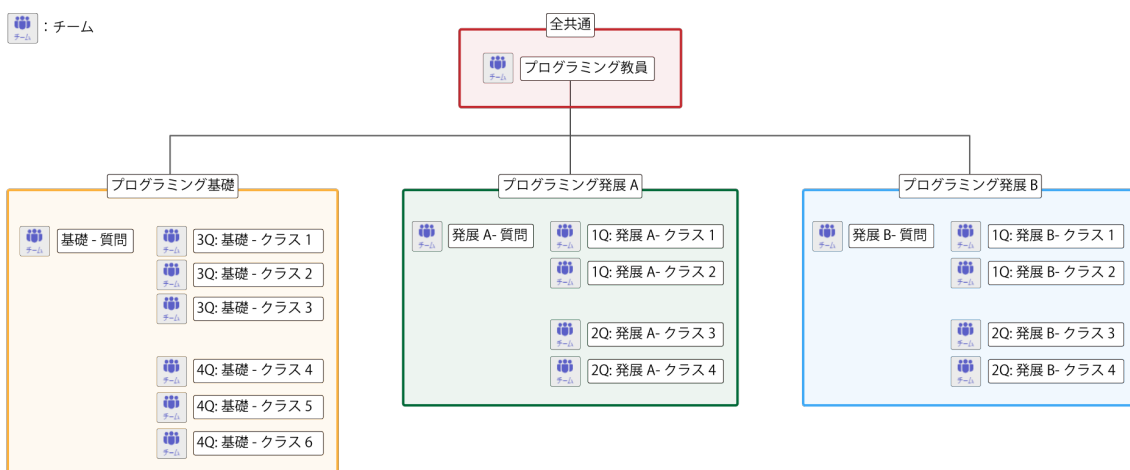 チーム
：チーム
全共通
チーム
プログラミング教員
プログラミング基礎
チーム
基礎 - 質問
チーム
3Q: 基礎 - クラス 1
チーム
3Q: 基礎 - クラス 2
チーム
3Q: 基礎 - クラス 3
チーム
4Q: 基礎 - クラス 4
チーム
4Q: 基礎 - クラス 5
チーム
4Q: 基礎 - クラス 6
プログラミング発展 A
チーム
発展 A- 質問
チーム
1Q: 発展 A- クラス 1
チーム
1Q: 発展 A- クラス 2
チーム
2Q: 発展 A- クラス 3
チーム
2Q: 発展 A- クラス 4
プログラミング発展 B
チーム
発展 B- 質問
チーム
1Q: 発展 B- クラス 1
チーム
1Q: 発展 B- クラス 2
チーム
2Q: 発展 B- クラス 3
チーム
2Q: 発展 B- クラス 4